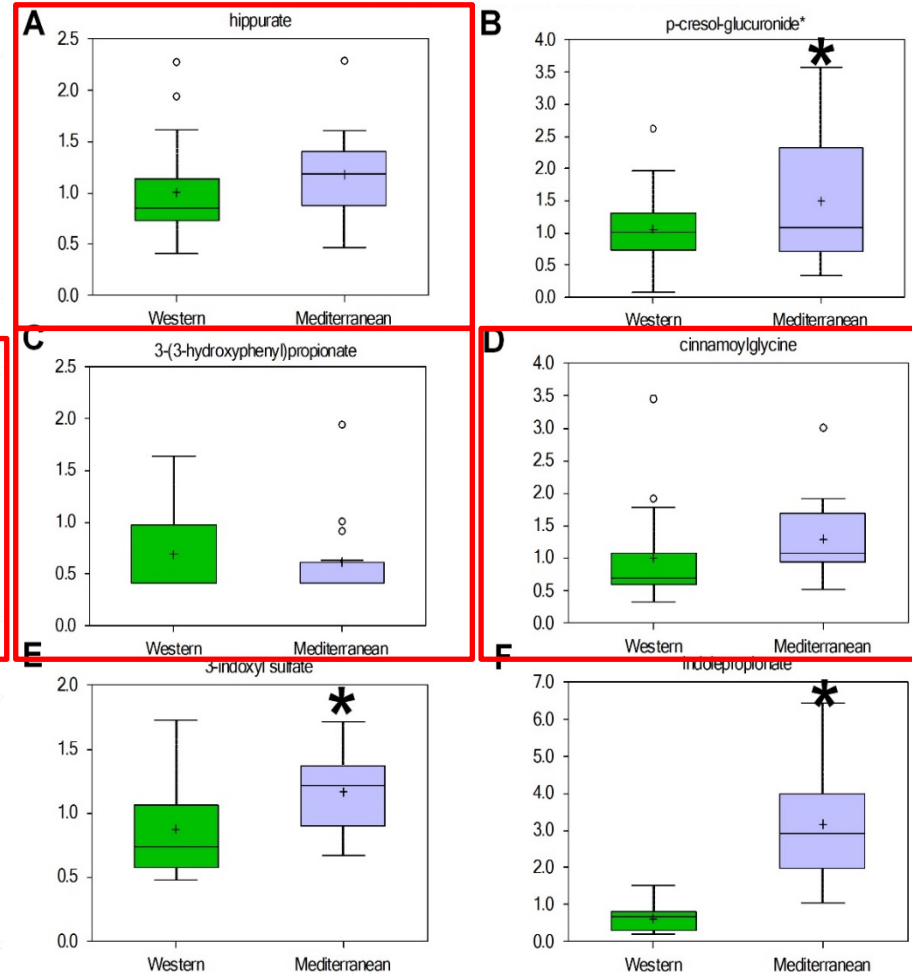 A
hippurate
2.5
2.0
1.5
1.0
0.5
0.0
Western Mediterranean
B
p-cresol-glucuronide*
*
4.0
3.5
3.0
2.5
2.0
1.5
1.0
0.5
0.0
Western Mediterranean
C
3-(3-hydroxyphenyl)propionate
2.5
2.0
1.5
1.0
0.5
0.0
Western Mediterranean
D
cinnamoylglycine
4.0
3.5
3.0
2.5
2.0
1.5
1.0
0.5
0.0
Western Mediterranean
E
3-indoxyl sulfate
*
2.0
1.5
1.0
0.5
0.0
Western Mediterranean
F
indolepropionate
*
7.0
6.0
5.0
4.0
3.0
2.0
1.0
0.0
Western Mediterranean